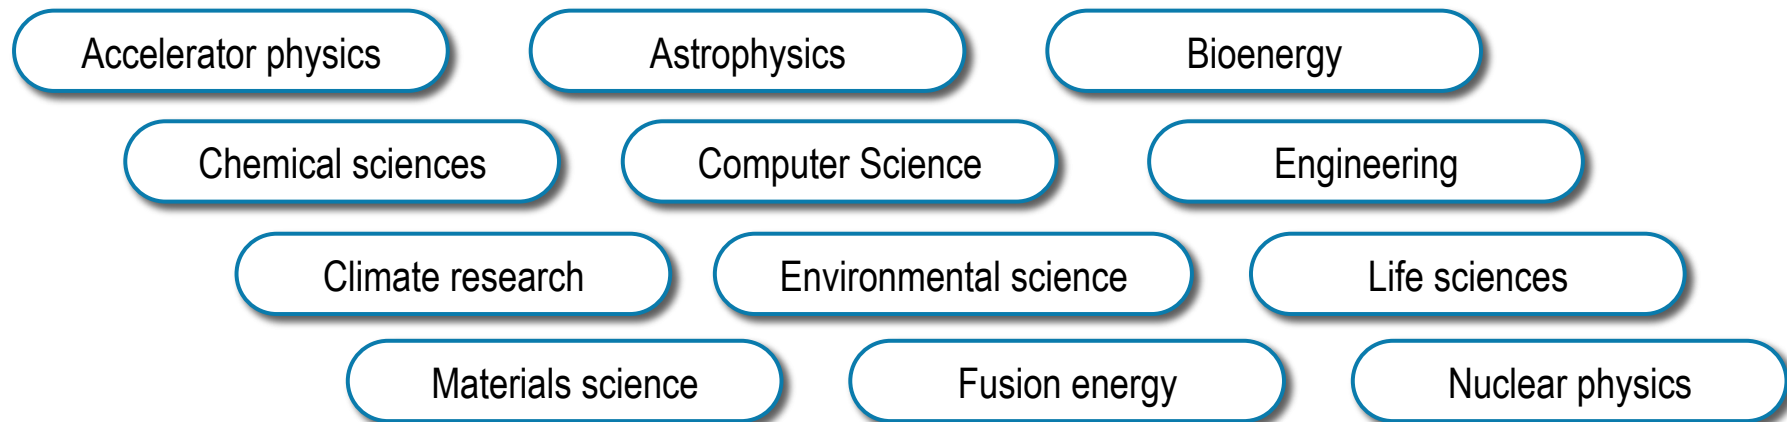 Accelerator physics
Astrophysics
Bioenergy
Chemical sciences
Computer Science
Engineering
Climate research
Environmental science
Life sciences
Materials science
Fusion energy
Nuclear physics